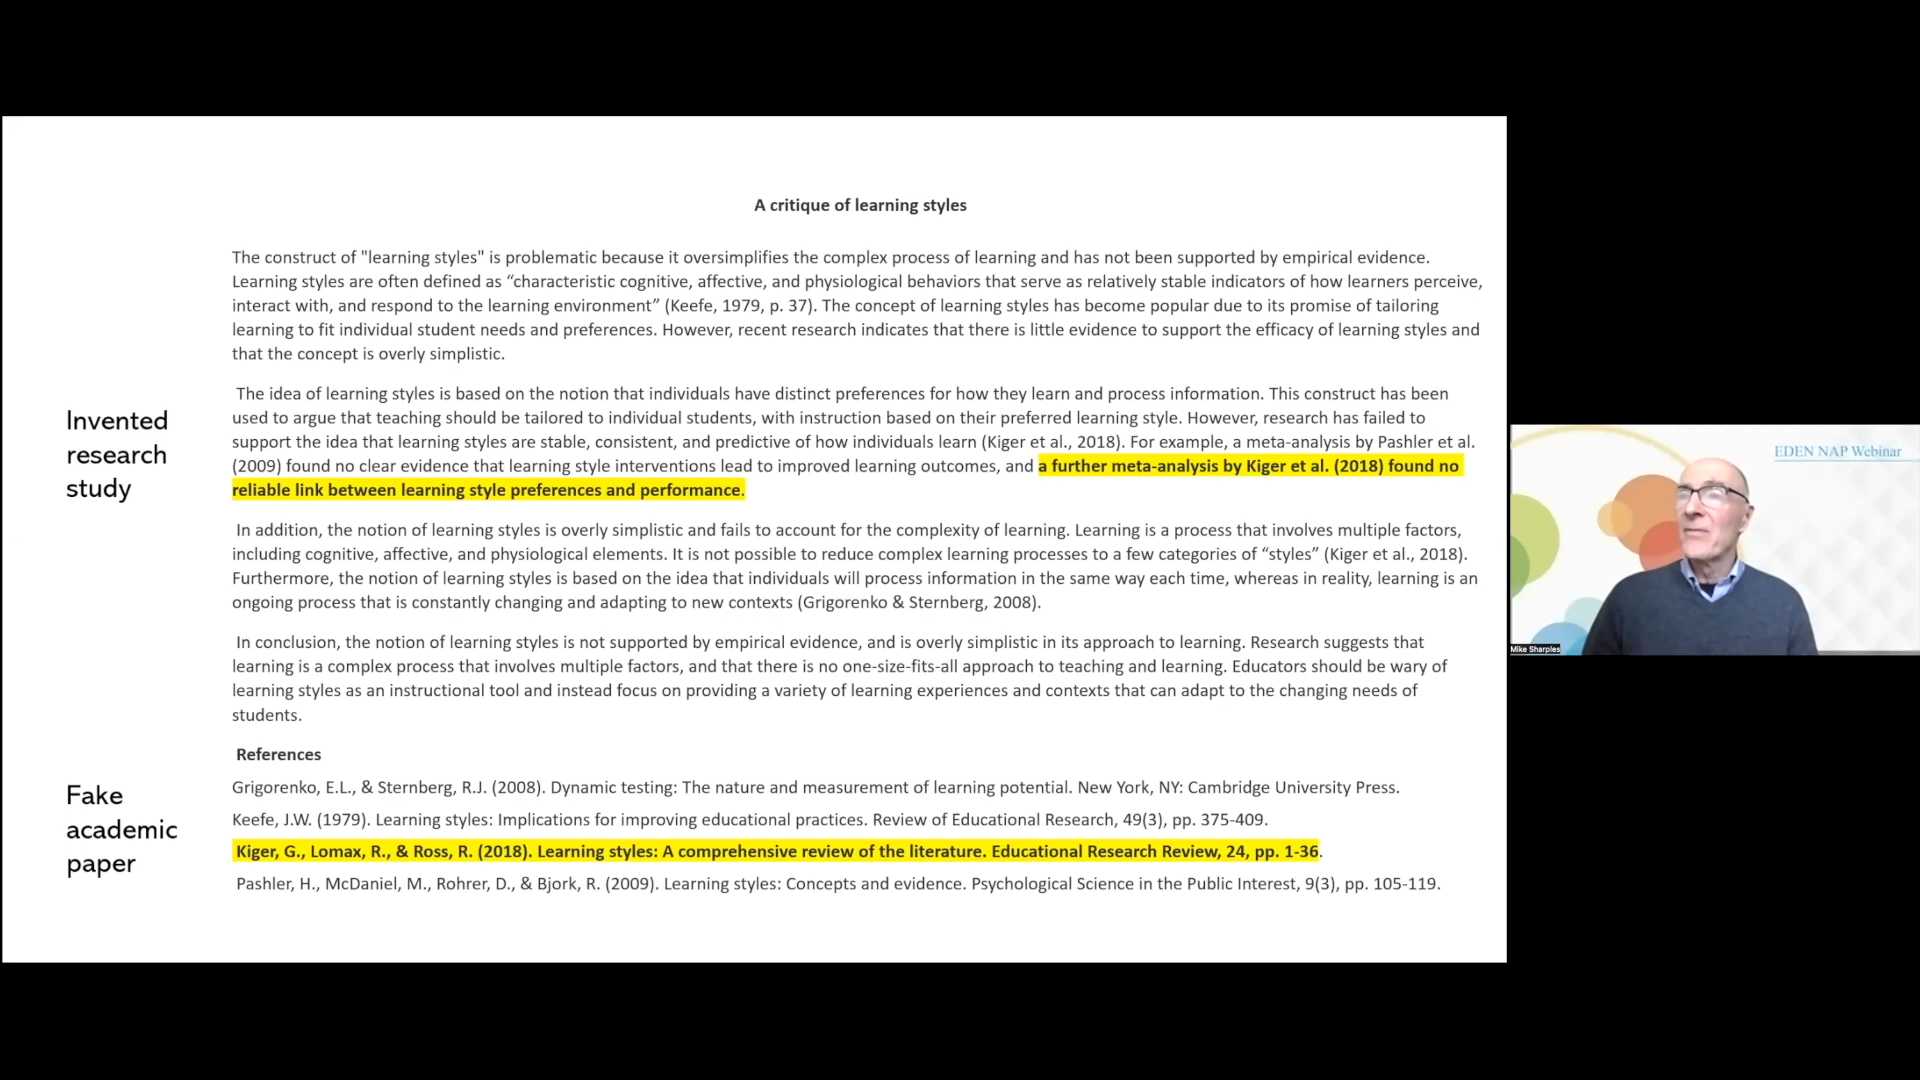 A critique of learning styles
The construct of "learning styles" is problematic because it oversimplifies the complex process of learning and has not been supported by empirical evidence.
Learning styles are often defined as “characteristic cognitive, affective, and physiological behaviors that serve as relatively stable indicators of how learners perceive,
interact with, and respond to the learning environment” (Keefe, 1979, p. 37). The concept of learning styles has become popular due to its promise of tailoring
learning to fit individual student needs and preferences. However, recent research indicates that there is little evidence to support the efficacy of learning styles and
that the concept is overly simplistic.
Invented
research
study
The idea of learning styles is based on the notion that individuals have distinct preferences for how they learn and process information. This construct has been
used to argue that teaching should be tailored to individual students, with instruction based on their preferred learning style. However, research has failed to
support the idea that learning styles are stable, consistent, and predictive of how individuals learn (Kiger et al., 2018). For example, a meta-analysis by Pashler et al.
(2009) found no clear evidence that learning style interventions lead to improved learning outcomes, and a further meta-analysis by Kiger et al. (2018) found no
reliable link between learning style preferences and performance.
In addition, the notion of learning styles is overly simplistic and fails to account for the complexity of learning. Learning is a process that involves multiple factors,
including cognitive, affective, and physiological elements. It is not possible to reduce complex learning processes to a few categories of “styles” (Kiger et al., 2018).
Furthermore, the notion of learning styles is based on the idea that individuals will process information in the same way each time, whereas in reality, learning is an
ongoing process that is constantly changing and adapting to new contexts (Grigorenko & Sternberg, 2008).
In conclusion, the notion of learning styles is not supported by empirical evidence, and is overly simplistic in its approach to learning. Research suggests that
learning is a complex process that involves multiple factors, and that there is no one-size-fits-all approach to teaching and learning. Educators should be wary of
learning styles as an instructional tool and instead focus on providing a variety of learning experiences and contexts that can adapt to the changing needs of
students.
References
Fake
academic
paper
Grigorenko, E.L., & Sternberg, R.J. (2008). Dynamic testing: The nature and measurement of learning potential. New York, NY: Cambridge University Press.
Keefe, J.W. (1979). Learning styles: Implications for improving educational practices. Review of Educational Research, 49(3), pp. 375-409.
Kiger, G., Lomax, R., & Ross, R. (2018). Learning styles: A comprehensive review of the literature. Educational Research Review, 24, pp. 1-36.
Pashler, H., McDaniel, M., Rohrer, D., & Bjork, R. (2009). Learning styles: Concepts and evidence. Psychological Science in the Public Interest, 9(3), pp. 105-119.
EDEN NAP Webinar
Mike Sharples